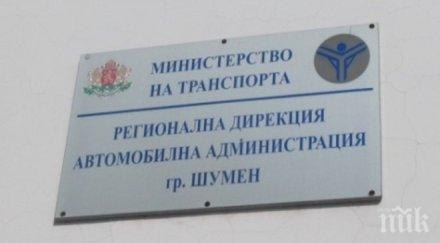 МИНИСТЕРСТВО
НА ТРАНСПОРТА
РЕГИОНАЛНА ДИРЕКЦИЯ
АВТОМОБИЛНА АДМИНИСТРАЦИЯ
гр. ШУМЕН